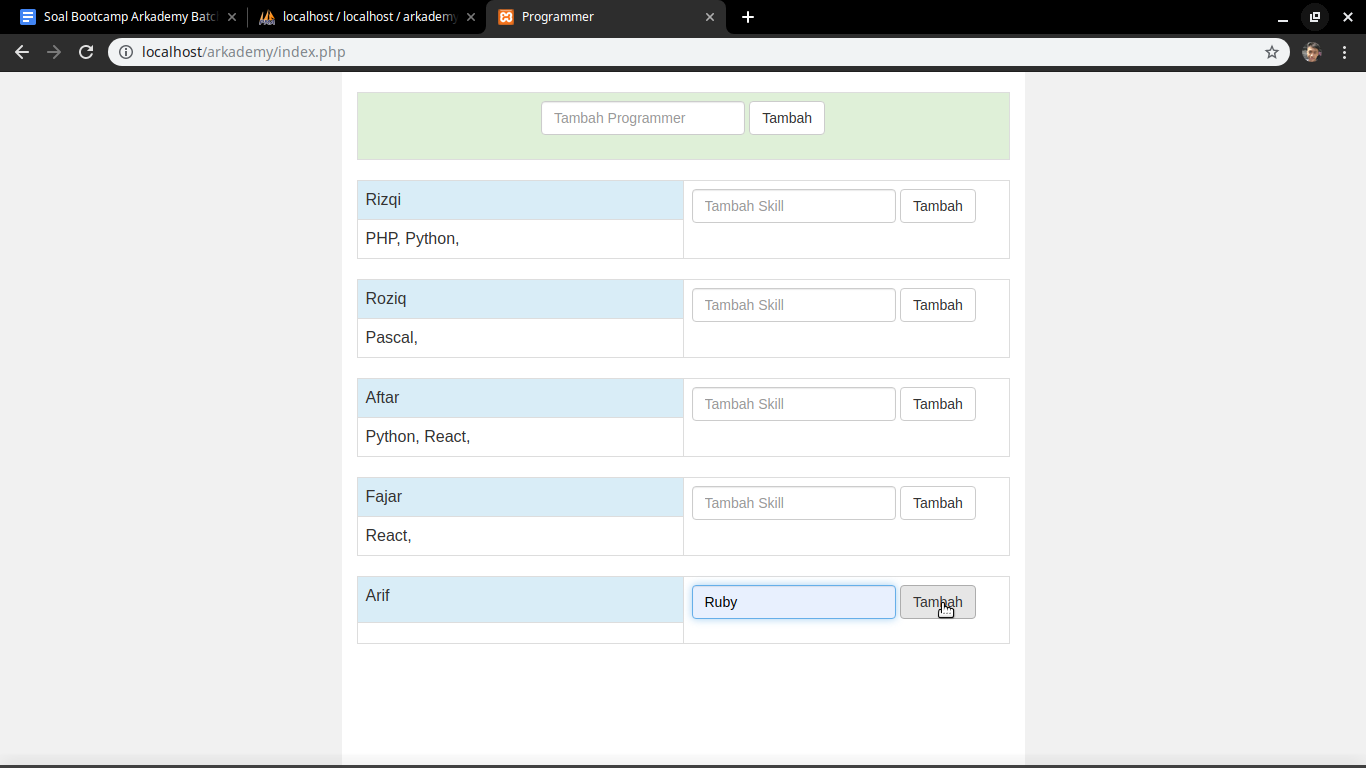 Soal Bootcamp Arkademy Batc
localhost / localhost / arkademy
Programmer
localhost/arkademy/index.php
Tambah Programmer Tambah
Rizqi
Tambah Skill Tambah
PHP, Python,
Roziq
Tambah Skill Tambah
Pascal,
Aftar
Tambah Skill Tambah
Python, React,
Fajar
Tambah Skill Tambah
React,
Arif
Ruby Tambah